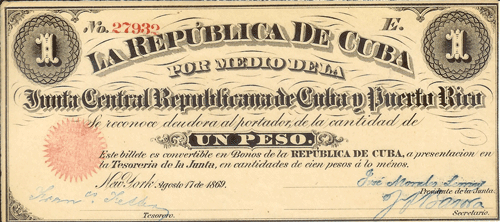 No. 27932 E.
1 LA REPÚBLICA DE CUBA 1
POR MEDIO DE LA
Junta Central Republicana de Cuba y Puerto Rico
Se reconoce deudora al portador, de la cantidad de
UN PESO.
Este billete es convertible en Bonos de la REPÚBLICA DE CUBA, a presentacion en
la Tesorería de la Junta, en cantidades de cien pesos á lo ménos.
New-York Agosto 17 de 1869.
Presidente de la Junta.
Tesorero. Secretario.